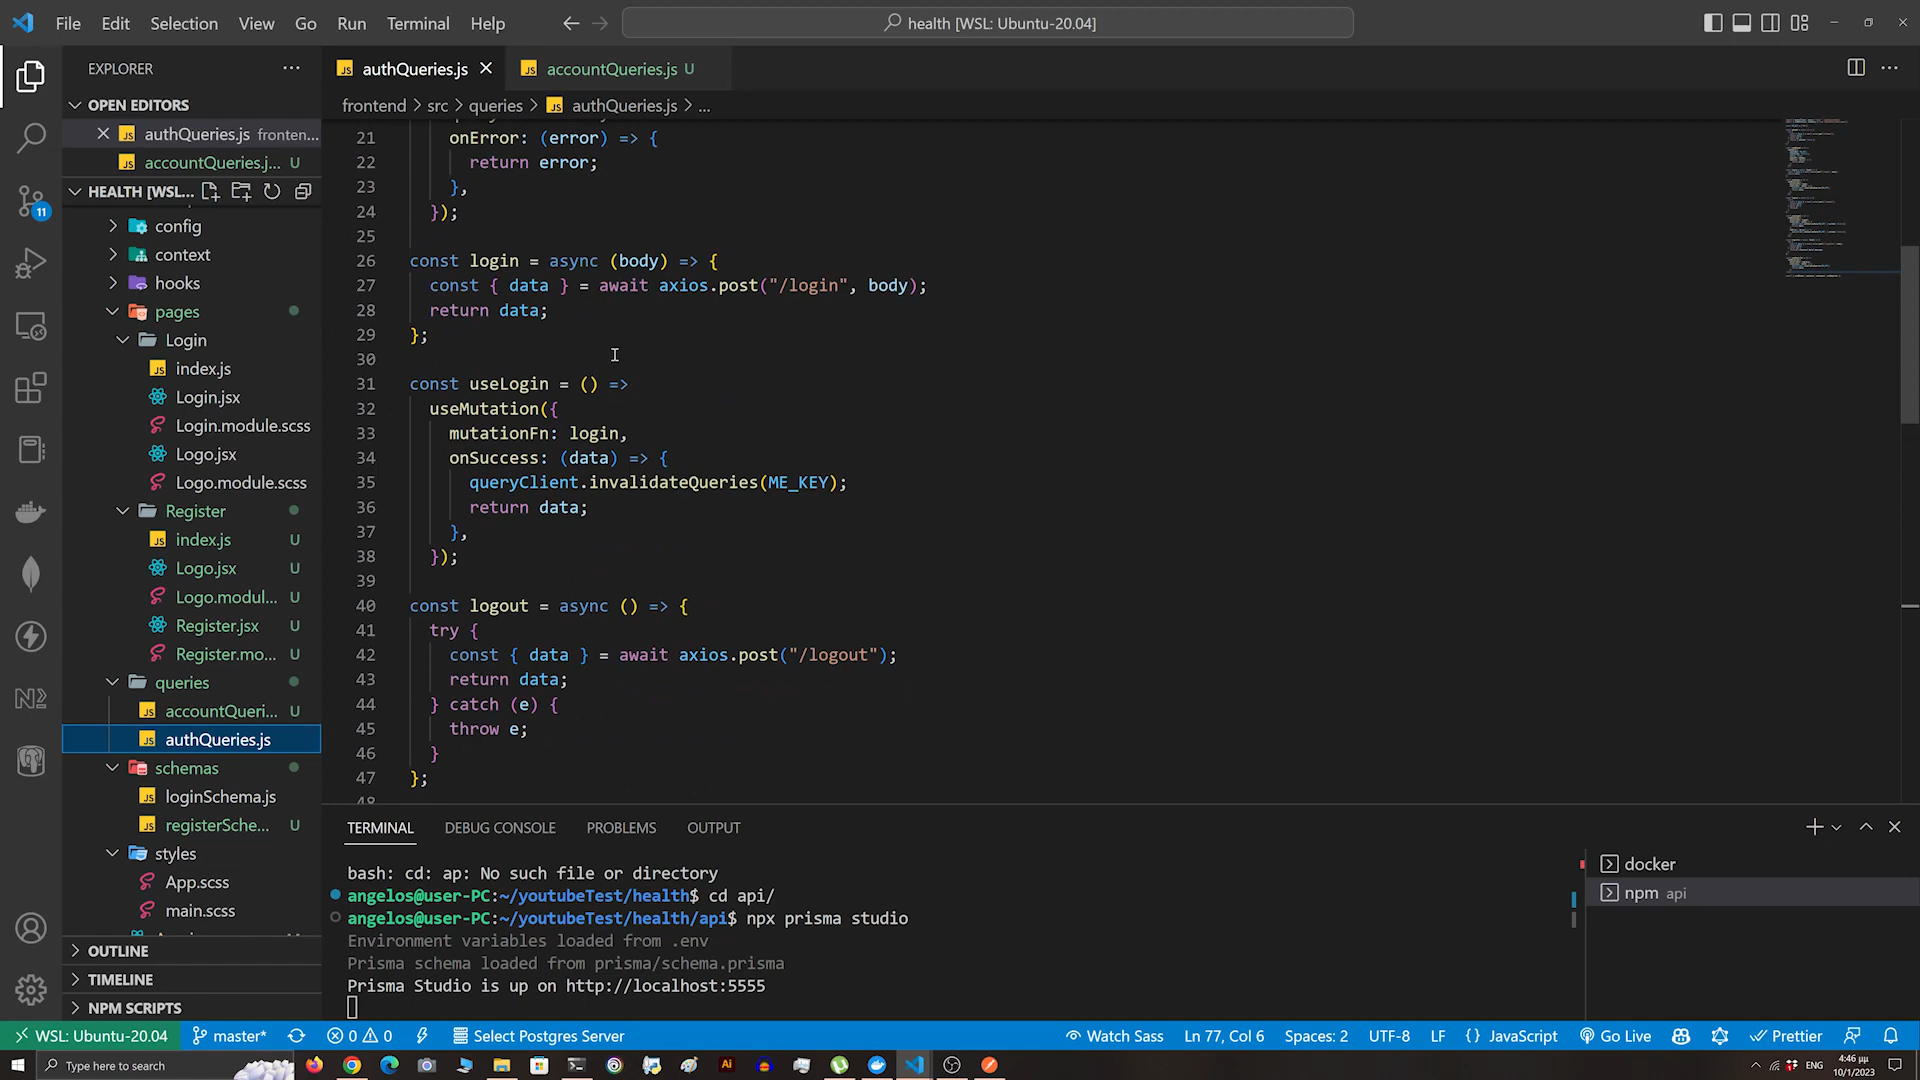 File Edit Selection View Go Run Terminal Help
health [WSL: Ubuntu-20.04]
EXPLORER
OPEN EDITORS
authQueries.js fronten...
accountQueries.j... U
HEALTH [WSL...
config
context
hooks
pages
Login
index.js
Login.jsx
Login.module.scss
Logo.jsx
Logo.module.scss
Register
index.js U
Logo.jsx U
Logo.modul... U
Register.jsx U
Register.mo... U
queries
accountQueri... U
authQueries.js
schemas
loginSchema.js
registerSche... U
styles
App.scss
main.scss
OUTLINE
TIMELINE
NPM SCRIPTS
11
authQueries.js
accountQueries.js U
frontend > src > queries > authQueries.js > ...
21 onError: (error) => {
22 return error;
23 },
24 });
25
26 const login = async (body) => {
27 const { data } = await axios.post("/login", body);
28 return data;
29 };
30
31 const useLogin = () =>
32 useMutation({
33 mutationFn: login,
34 onSuccess: (data) => {
35 queryClient.invalidateQueries(ME_KEY);
36 return data;
37 },
38 });
39
40 const logout = async () => {
41 try {
42 const { data } = await axios.post("/logout");
43 return data;
44 } catch (e) {
45 throw e;
46 }
47 };
48
TERMINAL DEBUG CONSOLE PROBLEMS OUTPUT
bash: cd: ap: No such file or directory
angelos@user-PC:~/youtubeTest/health$ cd api/
angelos@user-PC:~/youtubeTest/health/api$ npx prisma studio
Environment variables loaded from .env
Prisma schema loaded from prisma/schema.prisma
Prisma Studio is up on http://localhost:5555
docker
npm api
WSL: Ubuntu-20.04 master* 0 0 Select Postgres Server Watch Sass Ln 77, Col 6 Spaces: 2 UTF-8 LF {} JavaScript Go Live Prettier
Type here to search
ENG
4:46 μμ
10/1/2023